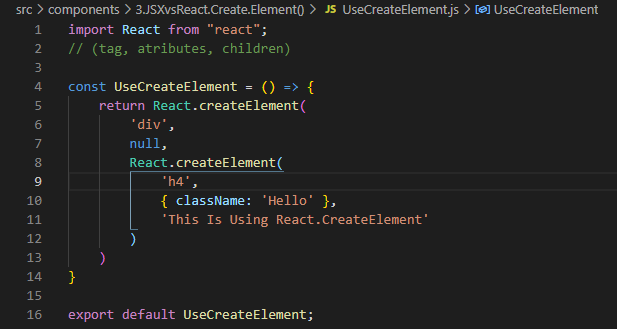 src > components > 3.JSXvsReact.Create.Element() > JS UseCreateElement.js > UseCreateElement
1 import React from "react";
2 // (tag, atributes, children)
3
4 const UseCreateElement = () => {
5 return React.createElement(
6 'div',
7 null,
8 React.createElement(
9 'h4',
10 { className: 'Hello' },
11 'This Is Using React.CreateElement'
12 )
13 )
14 }
15
16 export default UseCreateElement;